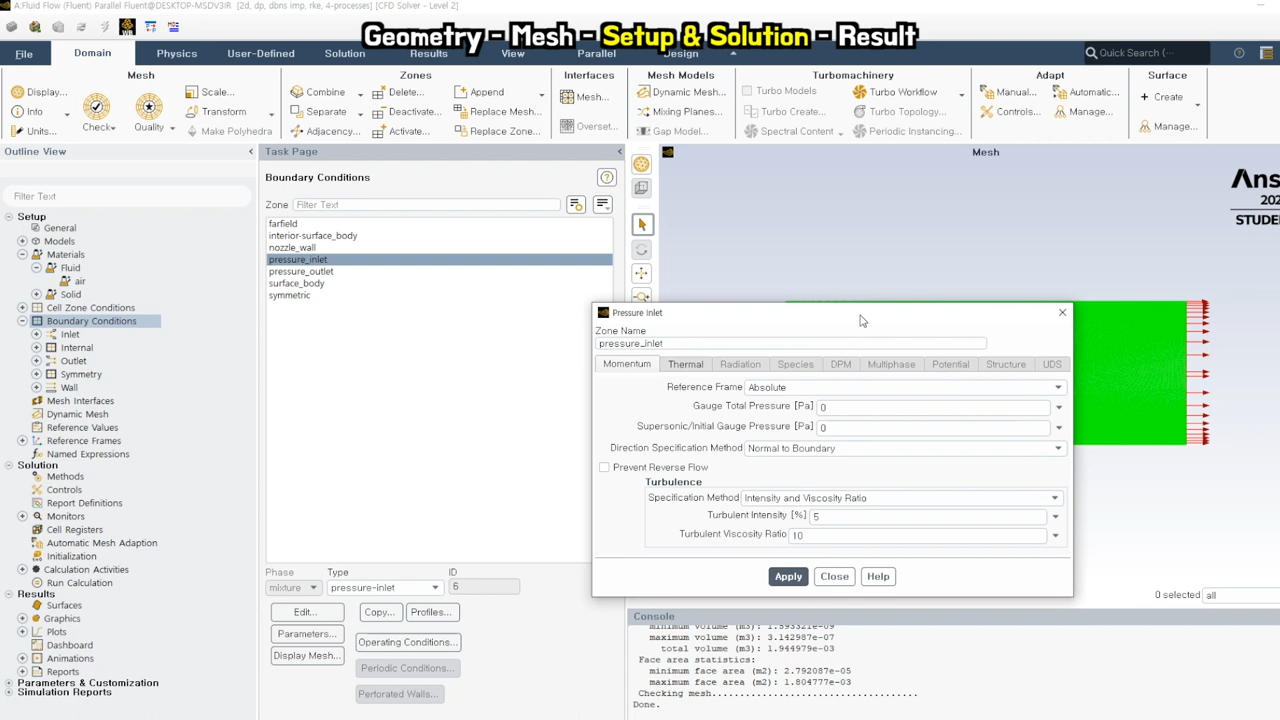 A:Fluid Flow (Fluent) Parallel Fluent@DESKTOP-MSDV3IR [2d, dp, dbns imp, rke, 4-processes] [CFD Solver - Level 2]
Geometry - Mesh - Setup & Solution - Result
File Domain Physics User-Defined Solution Results View Parallel Design Quick Search (···
Mesh Zones Interfaces Mesh Models Turbomachinery Adapt Surface
Display... Scale... Combine Delete... Append Mesh... Dynamic Mesh... Turbo Models Turbo Workflow Manual... Automatic... Create
Info Transform Separate Deactivate... Replace Mesh... Mixing Planes... Turbo Create... Turbo Topology... Controls... Manage...
Units... Check Quality Make Polyhedra Adjacency... Activate... Replace Zone... Overset... Gap Model... Spectral Content Periodic Instancing... Manage...
Outline View
Filter Text
Setup
General
Models
Materials
Fluid
air
Solid
Cell Zone Conditions
Boundary Conditions
Inlet
Internal
Outlet
Symmetry
Wall
Mesh Interfaces
Dynamic Mesh
Reference Values
Reference Frames
Named Expressions
Solution
Methods
Controls
Report Definitions
Monitors
Cell Registers
Automatic Mesh Adaption
Initialization
Calculation Activities
Run Calculation
Results
Surfaces
Graphics
Plots
Dashboard
Animations
Reports
Parameters & Customization
Simulation Reports
Task Page
Boundary Conditions
Zone Filter Text
farfield
interior-surface_body
nozzle_wall
pressure_inlet
pressure_outlet
surface_body
symmetric
Phase Type ID
mixture pressure-inlet 6
Edit... Copy... Profiles...
Parameters... Operating Conditions...
Display Mesh... Periodic Conditions...
Perforated Walls...
Mesh
Ans
202
STUDE
Pressure Inlet
Zone Name
pressure_inlet
Momentum Thermal Radiation Species DPM Multiphase Potential Structure UDS
Reference Frame Absolute
Gauge Total Pressure [Pa] 0
Supersonic/Initial Gauge Pressure [Pa] 0
Direction Specification Method Normal to Boundary
Prevent Reverse Flow
Turbulence
Specification Method Intensity and Viscosity Ratio
Turbulent Intensity [%] 5
Turbulent Viscosity Ratio 10
Apply Close Help
0 selected all
Console
maximum volume (m3): 3.142987e-07
total volume (m3): 1.944979e-03
Face area statistics:
minimum face area (m2): 2.792087e-05
maximum face area (m2): 1.804777e-03
Checking mesh.....................................
Done.